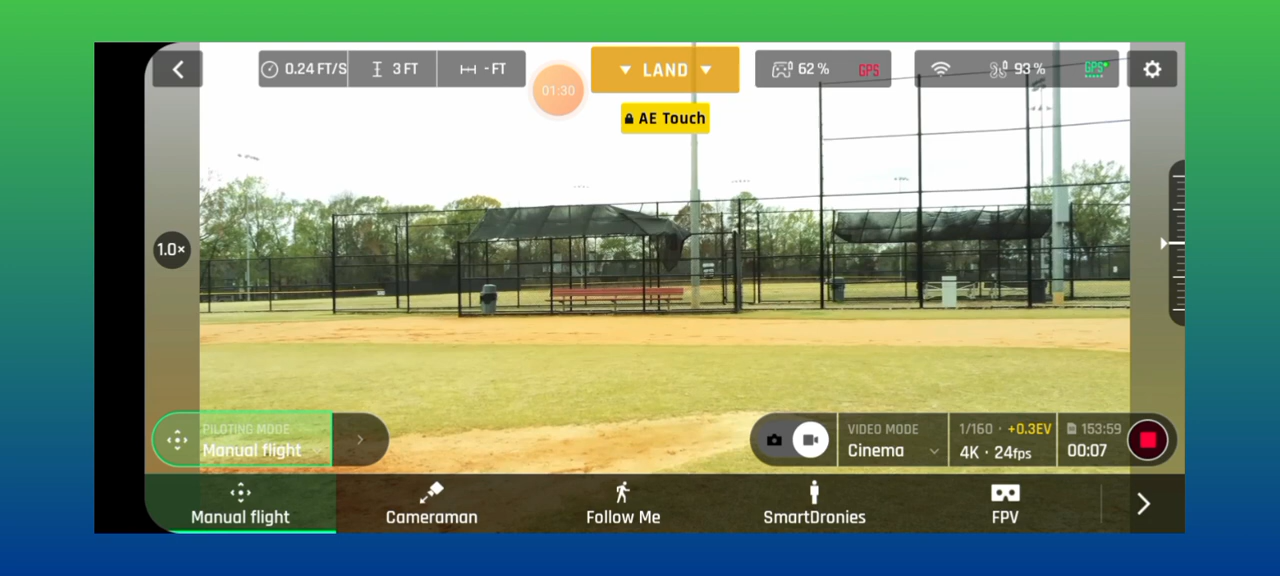 0.24 FT/S
3 FT
- FT
01:30
LAND
62 %
GPS
93 %
GPS
AE Touch
1.0×
PILOTING MODE
Manual flight
VIDEO MODE
Cinema
1/160 · +0.3EV
4K · 24fps
153:59
00:07
Manual flight
Cameraman
Follow Me
SmartDronies
FPV